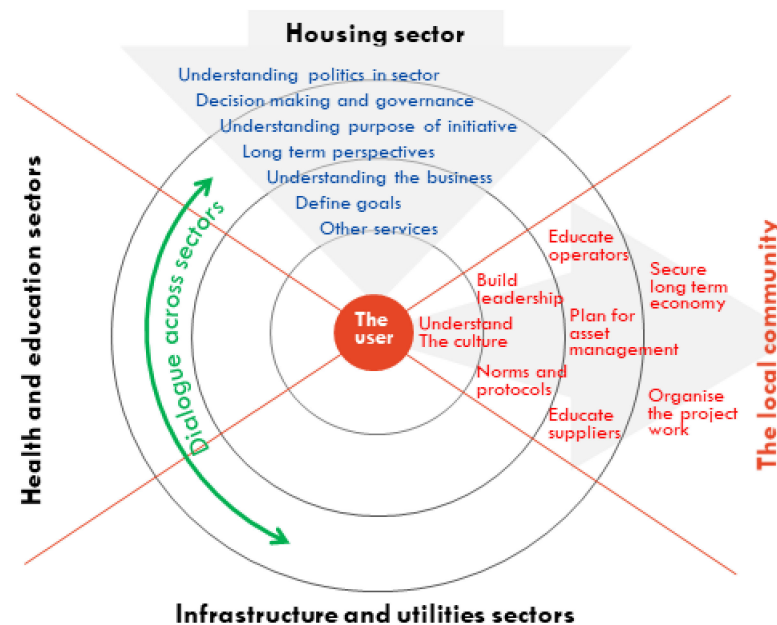 Housing sector
Understanding politics in sector
Decision making and governance
Understanding purpose of initiative
Long term perspectives
Understanding the business
Define goals
Other services
Health and education sectors
Dialogue across sectors
The
user
Build
leadership
Understand
The culture
Norms and
protocols
Educate
operators
Plan for
asset
management
Educate
suppliers
Secure
long term
economy
Organise
the project
work
The local community
Infrastructure and utilities sectors